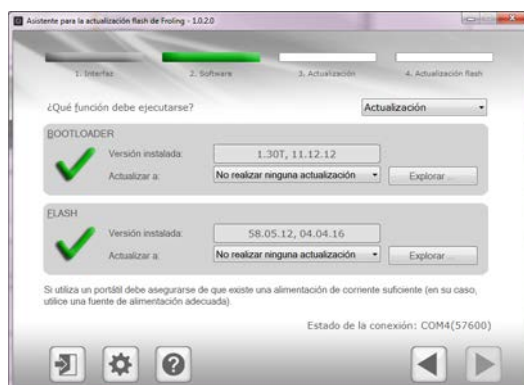 Asistente para la actualización flash de Froling - 1.0.2.0
1. Interfaz
2. Software
3. Actualización
4. Actualización flash
¿Qué función debe ejecutarse?
Actualización
BOOTLOADER
Versión instalada:
1.30T, 11.12.12
Actualizar a:
No realizar ninguna actualización
Explorar ...
FLASH
Versión instalada:
58.05.12, 04.04.16
Actualizar a:
No realizar ninguna actualización
Explorar ...
Si utiliza un portátil debe asegurarse de que existe una alimentación de corriente suficiente (en su caso,
utilice una fuente de alimentación adecuada).
Estado de la conexión: COM4(57600)